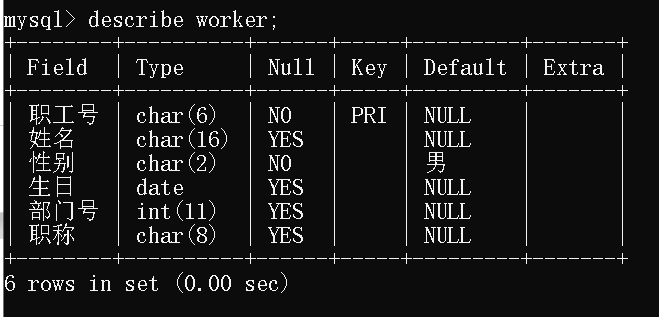 mysql> describe worker;
+--------+----------+------+-----+---------+-------+
| Field | Type | Null | Key | Default | Extra |
+--------+----------+------+-----+---------+-------+
| 职工号 | char(6) | NO | PRI | NULL | |
| 姓名 | char(16) | YES | | NULL | |
| 性别 | char(2) | NO | | 男 | |
| 生日 | date | YES | | NULL | |
| 部门号 | int(11) | YES | | NULL | |
| 职称 | char(8) | YES | | NULL | |
+--------+----------+------+-----+---------+-------+
6 rows in set (0.00 sec)